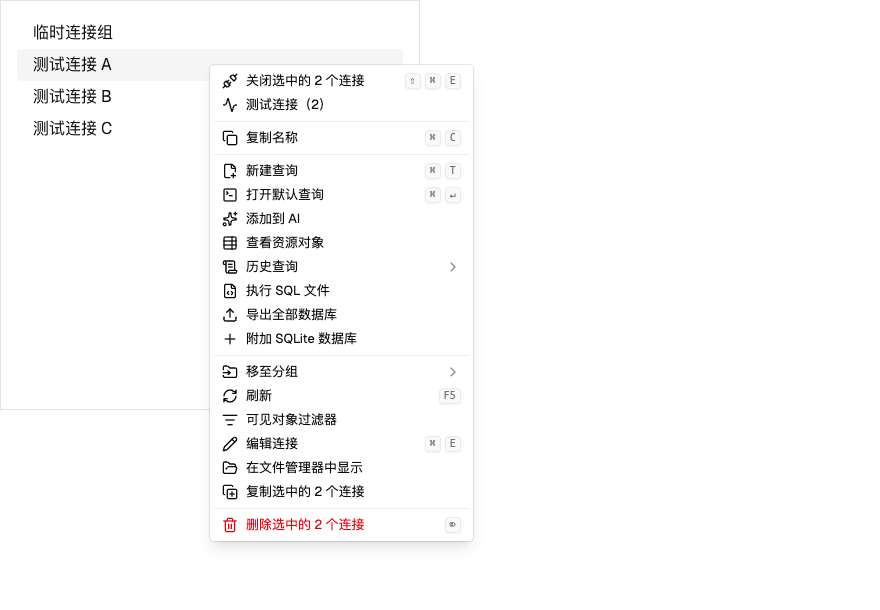 临时连接组
测试连接 A
测试连接 B
测试连接 C
关闭选中的 2 个连接 ⇧ ⌘ E
测试连接（2）
复制名称 ⌘ C
新建查询 ⌘ T
打开默认查询 ⌘ ↵
添加到 AI
查看资源对象
历史查询
执行 SQL 文件
导出全部数据库
附加 SQLite 数据库
移至分组
刷新 F5
可见对象过滤器
编辑连接 ⌘ E
在文件管理器中显示
复制选中的 2 个连接
删除选中的 2 个连接 ⌦